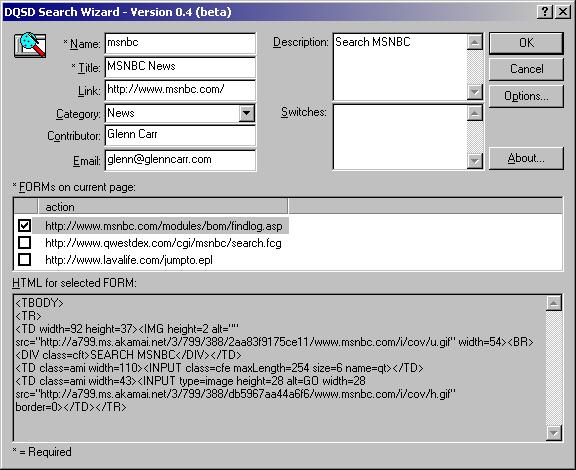 DQSD Search Wizard - Version 0.4 (beta)
* Name: msnbc
* Title: MSNBC News
Link: http://www.msnbc.com/
Category: News
Contributor: Glenn Carr
Email: glenn@glenncarr.com
Description: Search MSNBC
Switches:
OK
Cancel
Options...
About...
* FORMs on current page:
action
http://www.msnbc.com/modules/bom/findlog.asp
http://www.qwestdex.com/cgi/msnbc/search.fcg
http://www.lavalife.com/jumpto.epl
HTML for selected FORM:
<TBODY>
<TR>
<TD width=92 height=37><IMG height=2 alt=""
src="http://a799.ms.akamai.net/3/799/388/2aa83f9175ce11/www.msnbc.com/i/cov/u.gif" width=54><BR>
<DIV class=cft>SEARCH MSNBC</DIV></TD>
<TD class=ami width=110><INPUT class=cfe maxLength=254 size=6 name=qt></TD>
<TD class=ami width=43><INPUT type=image height=28 alt=GO width=28
src="http://a799.ms.akamai.net/3/799/388/db5967aa44a6f6/www.msnbc.com/i/cov/h.gif"
border=0></TD></TR>
* = Required